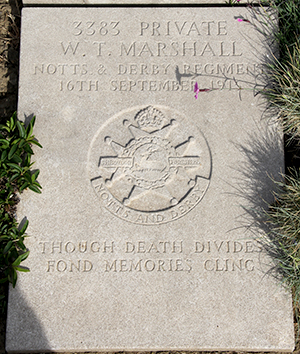 3383 PRIVATE
W. T. MARSHALL
NOTTS & DERBY REGIMENT
16TH SEPTEMBER
NOTTS AND DERBY
THOUGH DEATH DIVIDES
FOND MEMORIES CLING